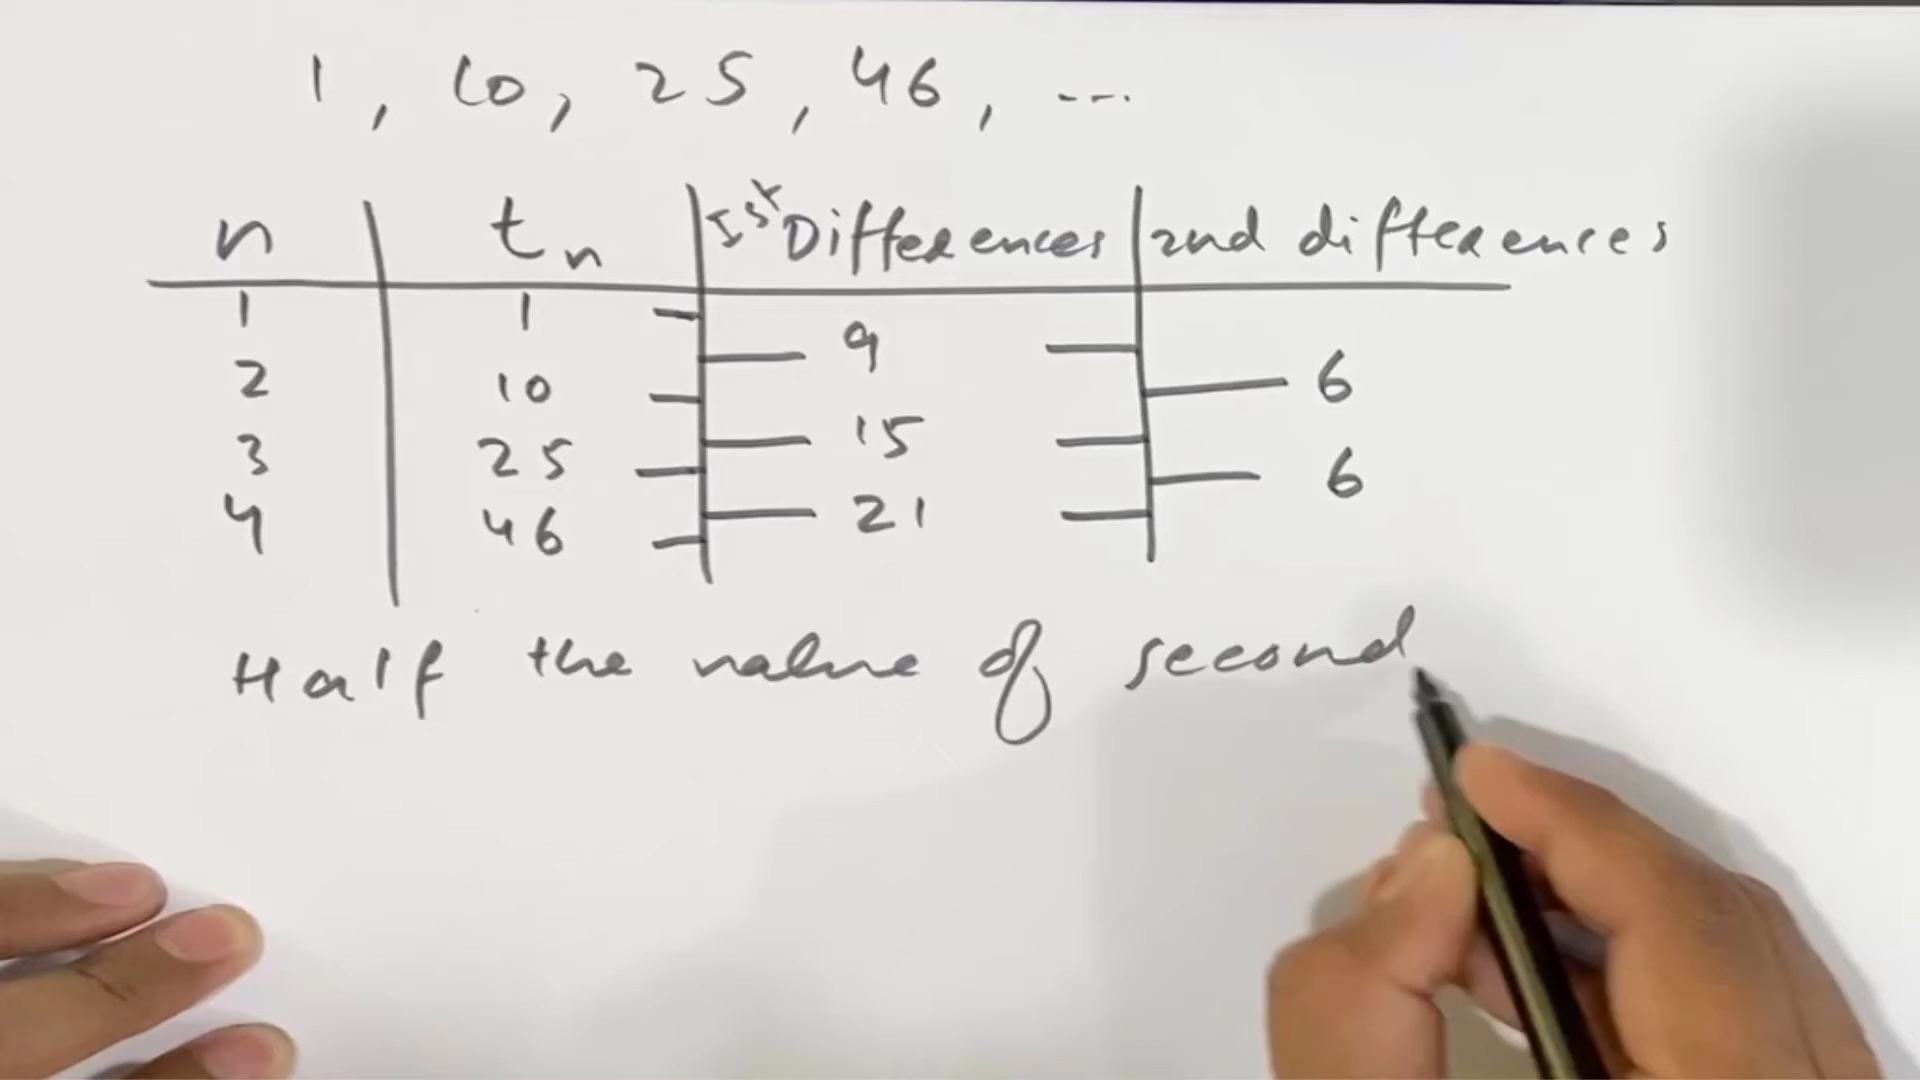 1, 10, 25, 46, ...
n tn 1st Differences 2nd differences
1 1
9
2 10 6
3 25 15
6
4 46 21
Half the value of second